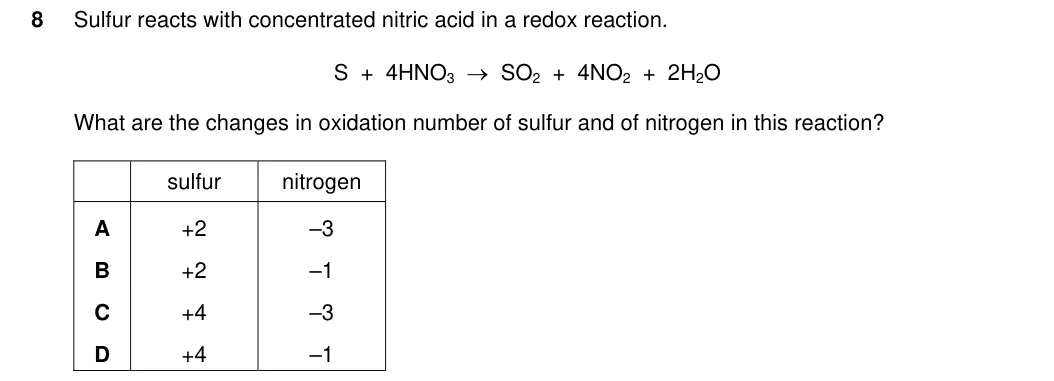 8 Sulfur reacts with concentrated nitric acid in a redox reaction.
S + 4HNO₃ → SO₂ + 4NO₂ + 2H₂O
What are the changes in oxidation number of sulfur and of nitrogen in this reaction?
sulfur nitrogen
A +2 –3
B +2 –1
C +4 –3
D +4 –1